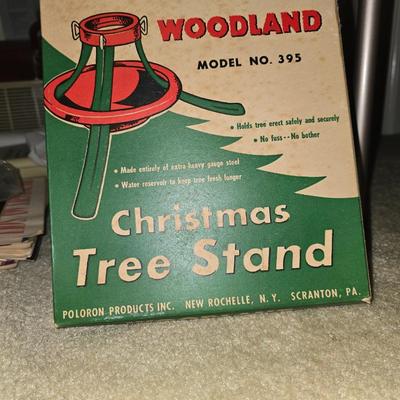 WOODLAND
MODEL NO. 395
• Holds tree erect safely and securely
• No fuss--No bother
• Made entirely of extra-heavy gauge steel
• Water reservoir to keep tree fresh longer
Christmas
Tree Stand
POLORON PRODUCTS INC. NEW ROCHELLE, N. Y. SCRANTON, PA.